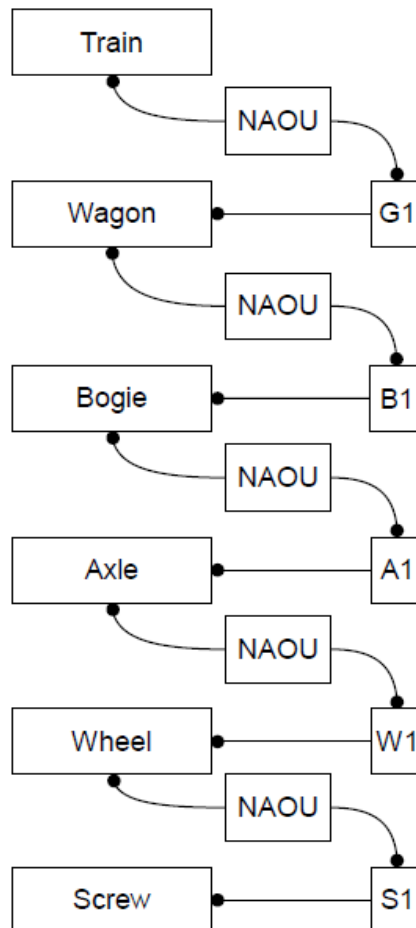 Train
NAOU
Wagon G1
NAOU
Bogie B1
NAOU
Axle A1
NAOU
Wheel W1
NAOU
Screw S1